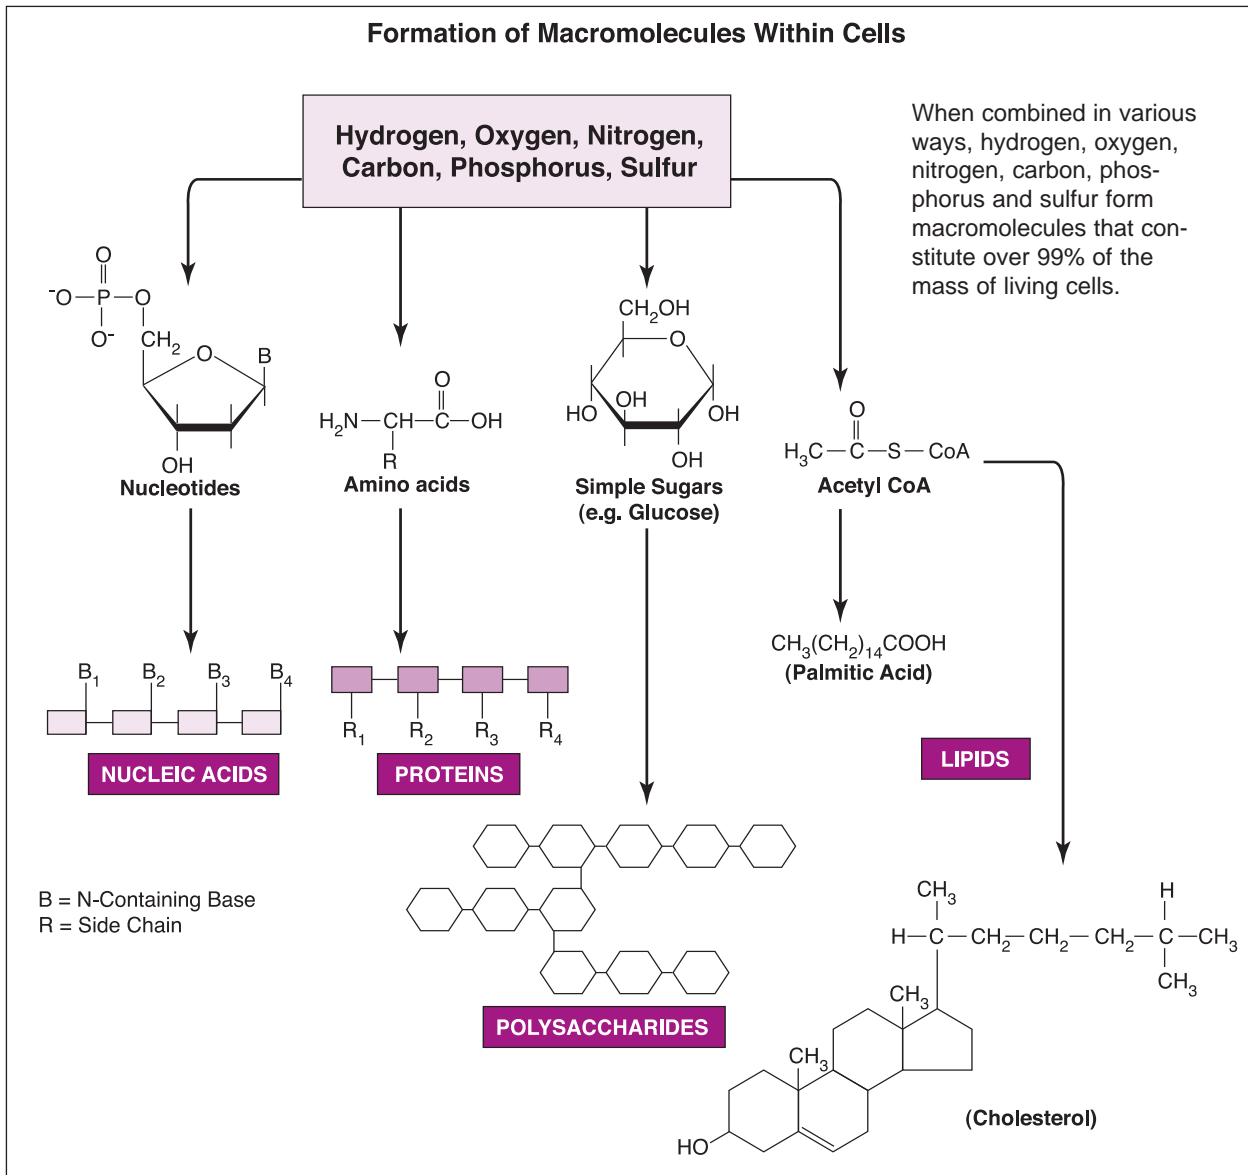 Formation of Macromolecules Within Cells
Hydrogen, Oxygen, Nitrogen,
Carbon, Phosphorus, Sulfur
When combined in various
ways, hydrogen, oxygen,
nitrogen, carbon, phos-
phorus and sulfur form
macromolecules that con-
stitute over 99% of the
mass of living cells.
O
⁻O—P—O
O⁻
CH₂
O
B
OH
Nucleotides
O
H₂N—CH—C—OH
R
Amino acids
CH₂OH
O
OH
OH
OH
OH
Simple Sugars
(e.g. Glucose)
O
H₃C—C—S—CoA
Acetyl CoA
CH₃(CH₂)₁₄COOH
(Palmitic Acid)
B₁ B₂ B₃ B₄
NUCLEIC ACIDS
R₁ R₂ R₃ R₄
PROTEINS
LIPIDS
B = N-Containing Base
R = Side Chain
POLYSACCHARIDES
CH₃ H
H—C—CH₂—CH₂—CH₂—C—CH₃
CH₃
CH₃
CH₃
HO
(Cholesterol)